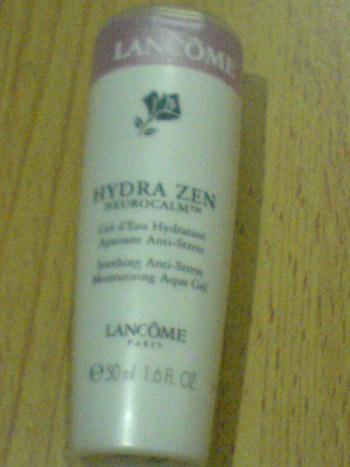 LANCÔME
HYDRA ZEN
NEUROCALM™
Gel d'Eau Hydratant
Apaisant Anti-Stress
Soothing Anti-Stress
Moisturising Aqua Gel
LANCÔME
PARIS
℮50 ml 1.6 FL. OZ.